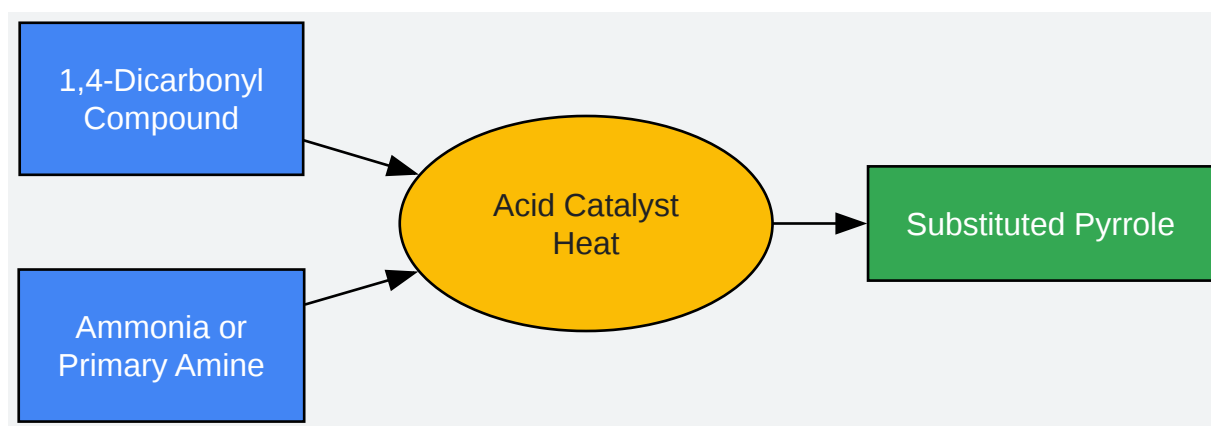 1,4-Dicarbonyl
Compound
Ammonia or
Primary Amine
Acid Catalyst
Heat
Substituted Pyrrole